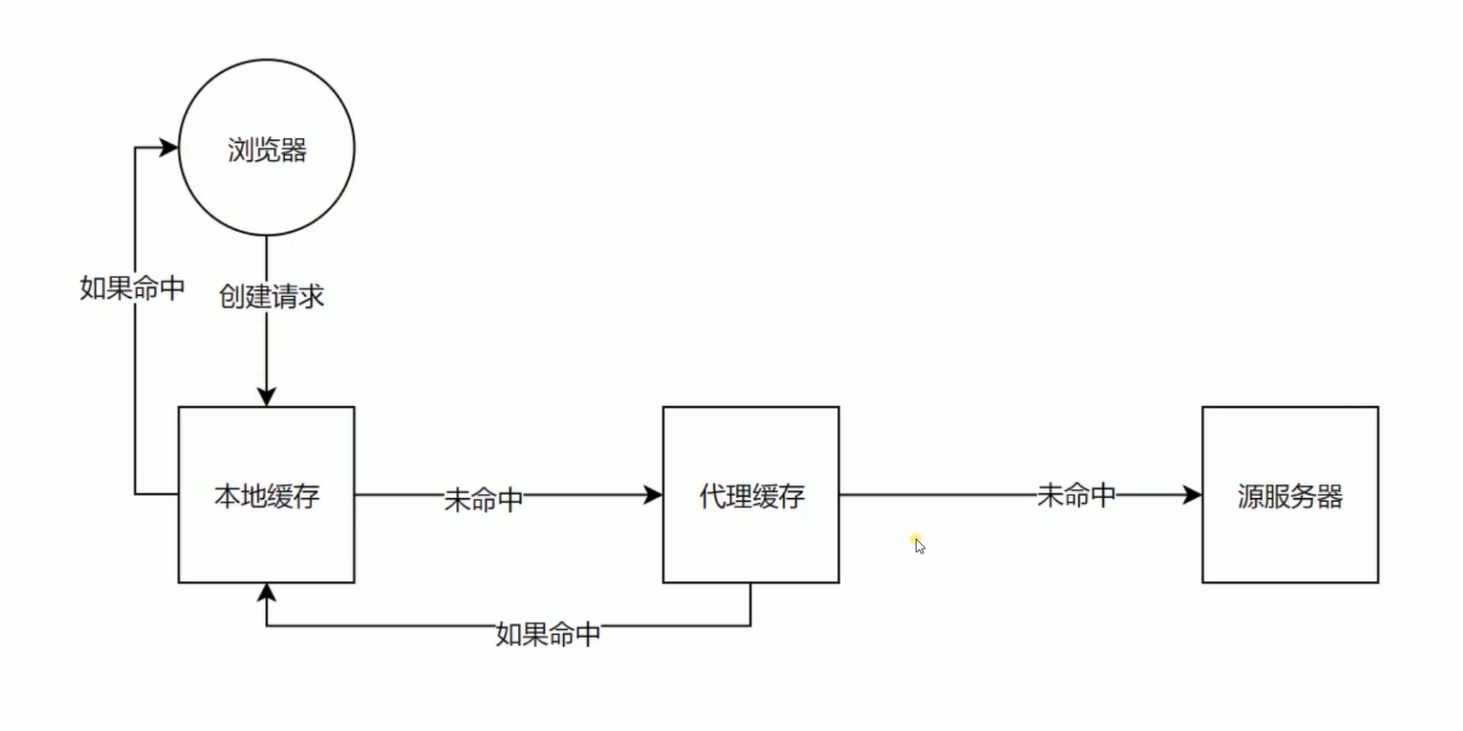 浏览器
如果命中
创建请求
本地缓存
未命中
代理缓存
未命中
源服务器
如果命中